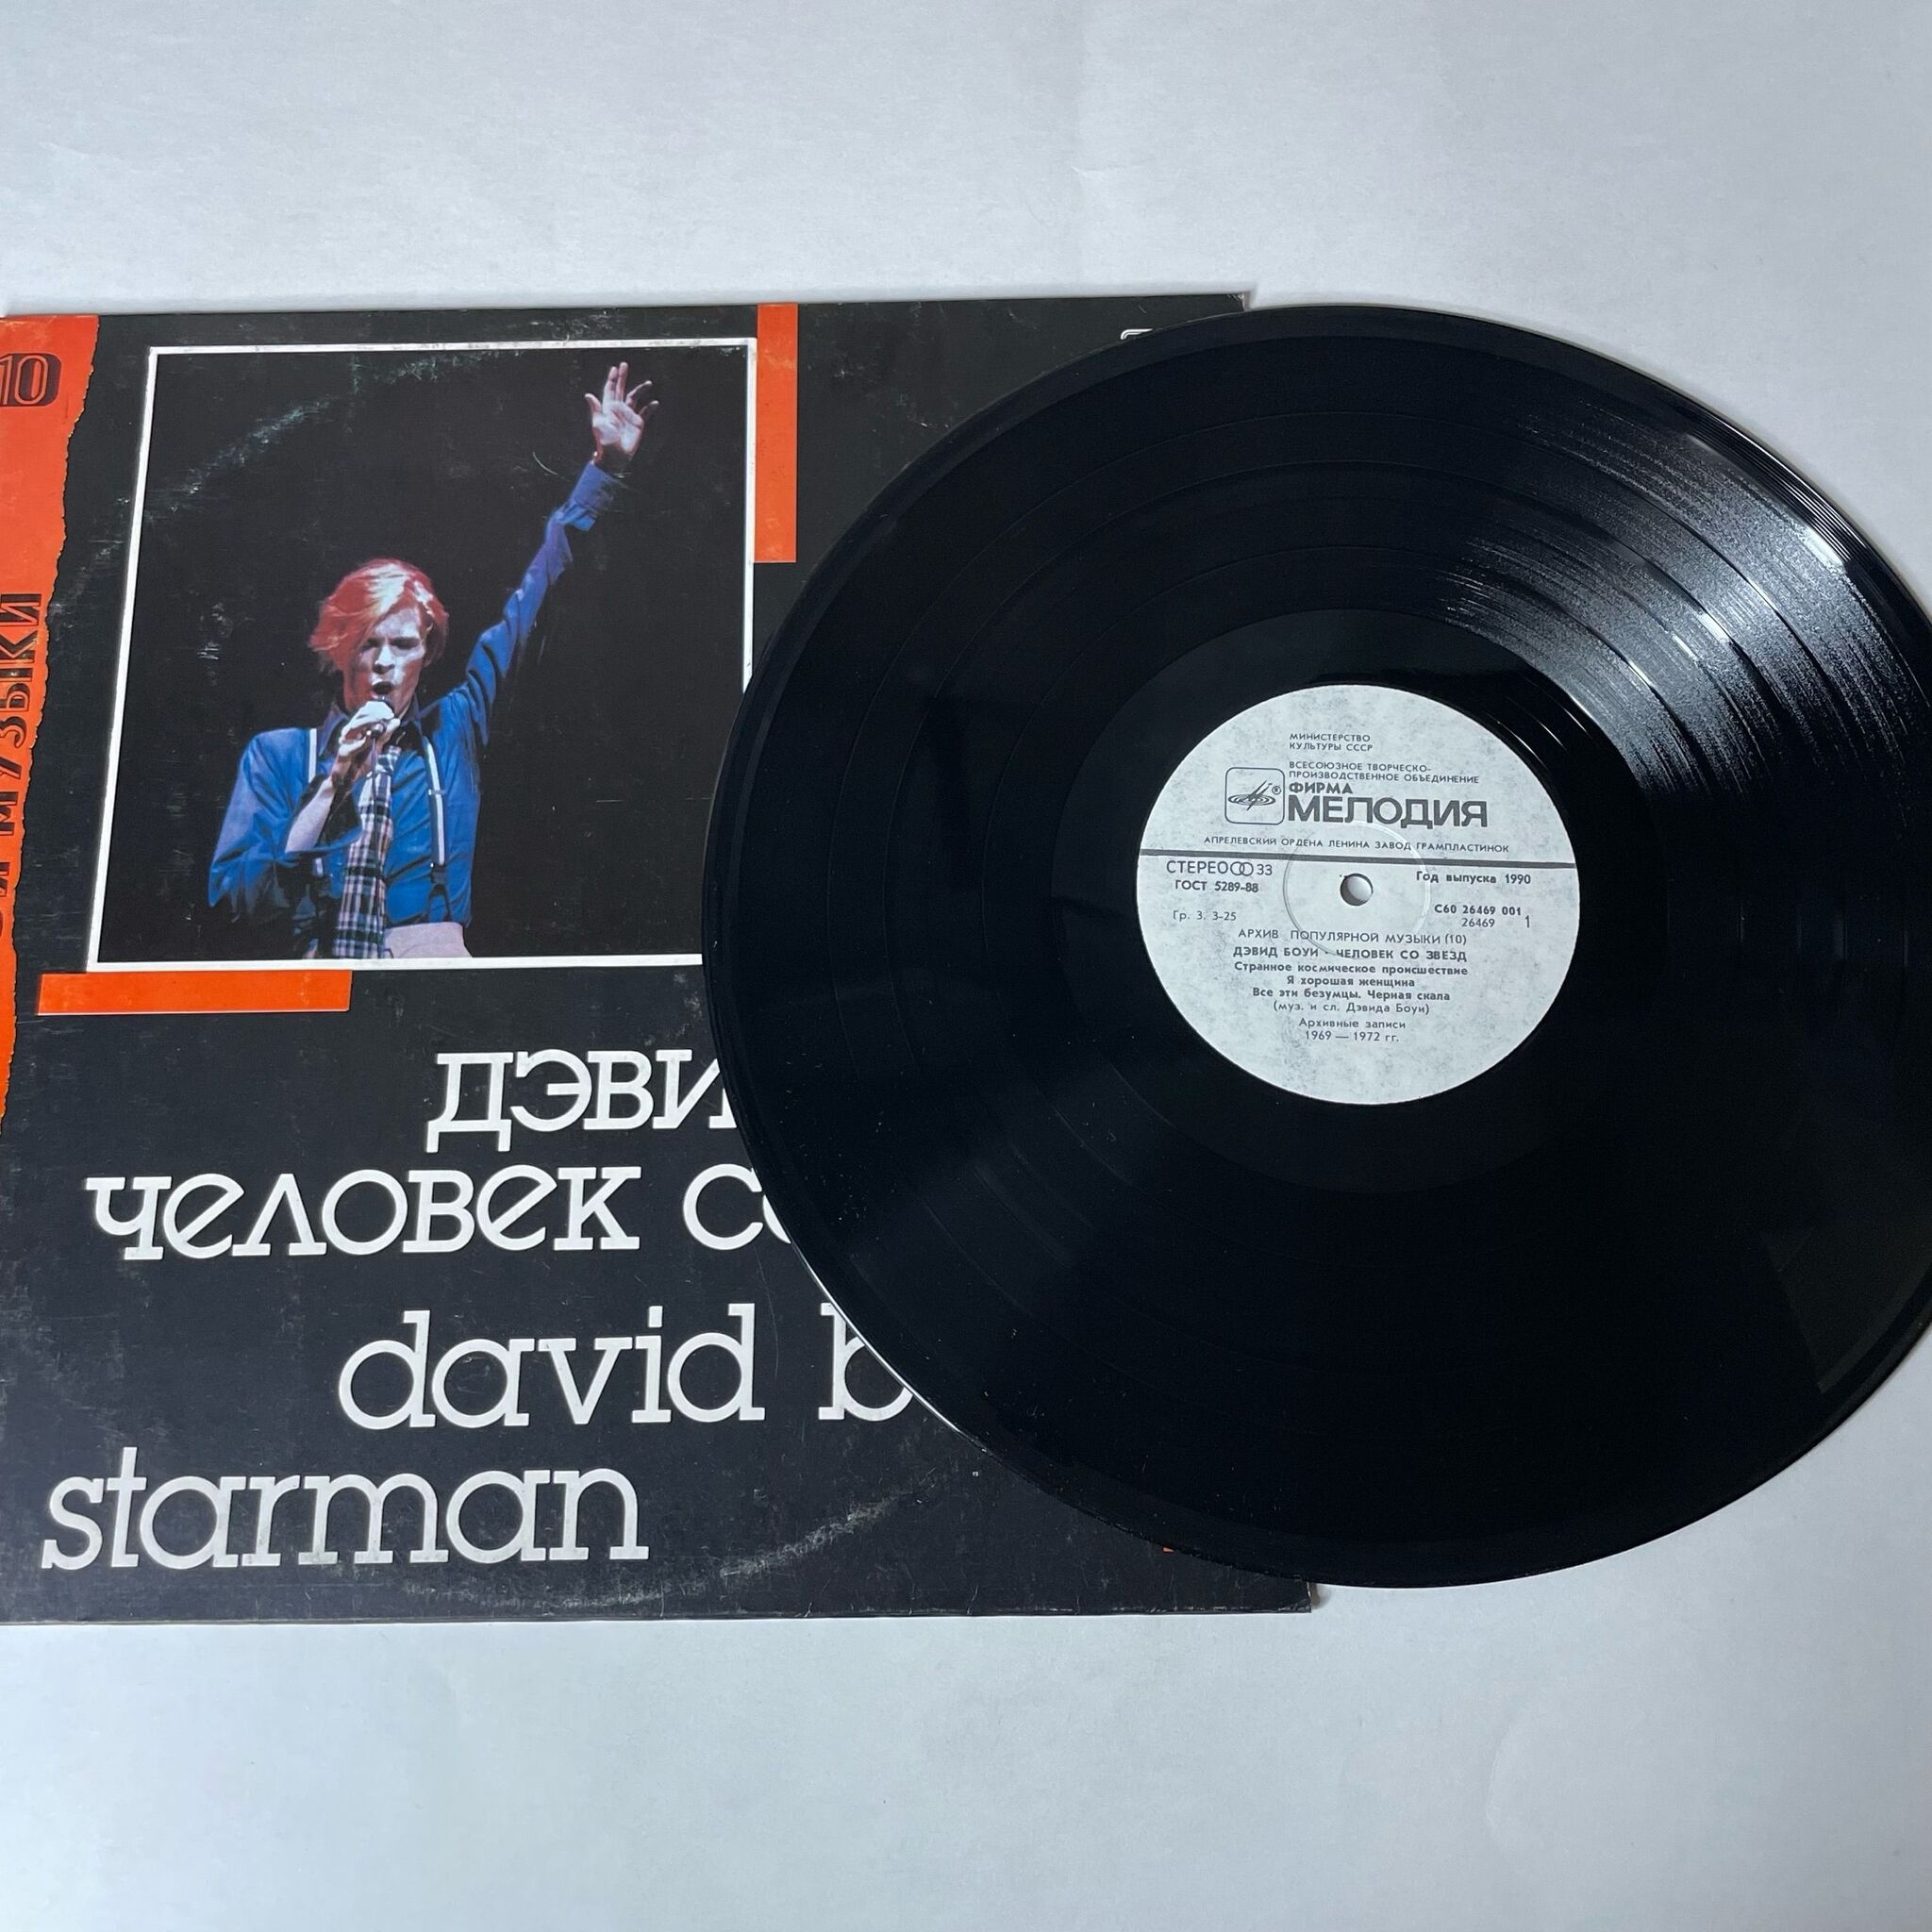 10
МУЗЫКИ
ДЭВИ
ЧЕЛОВЕК СО
david b
starman
МИНИСТЕРСТВО
КУЛЬТУРЫ СССР
ВСЕСОЮЗНОЕ ТВОРЧЕСКО-
ПРОИЗВОДСТВЕННОЕ ОБЪЕДИНЕНИЕ
ФИРМА
® МЕЛОДИЯ
АПРЕЛЕВСКИЙ ОРДЕНА ЛЕНИНА ЗАВОД ГРАМПЛАСТИНОК
СТЕРЕО 33
Год выпуска 1990
ГОСТ 5289-88
С60 26469 001
Гр. 3. 3-25
26469 1
АРХИВ ПОПУЛЯРНОЙ МУЗЫКИ (10)
ДЭВИД БОУИ · ЧЕЛОВЕК СО ЗВЕЗД
Странное космическое происшествие
Я хорошая женщина
Все эти безумцы. Черная скала
(муз. и сл. Дэвида Боуи)
Архивные записи
1969 — 1972 гг.